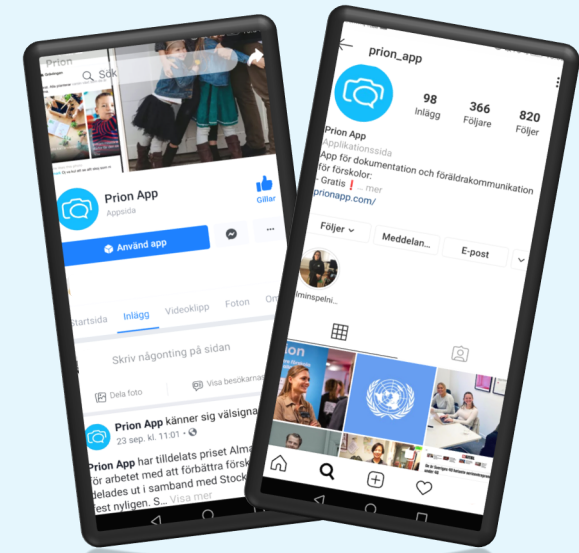 Prion
Sök
Prion App
Appsida
Gillar
Använd app
Startsida Inlägg Videoklipp Foton Om
Skriv någonting på sidan
Dela foto
Visa besökarnas
Prion App känner sig välsigna
23 sep. kl. 11:01
Prion App har tilldelats priset Alma
för arbetet med att förbättra försk
delades ut i samband med Stock
fest nyligen. S... Visa mer
prion_app
98 366 820
Inlägg Följare Följer
Prion App
Applikationssida
App för dokumentation och föräldrakommunikation
för förskolor:
- Gratis❗... mer
prionapp.com/
Följer Meddelan... E-post
lminspelni..